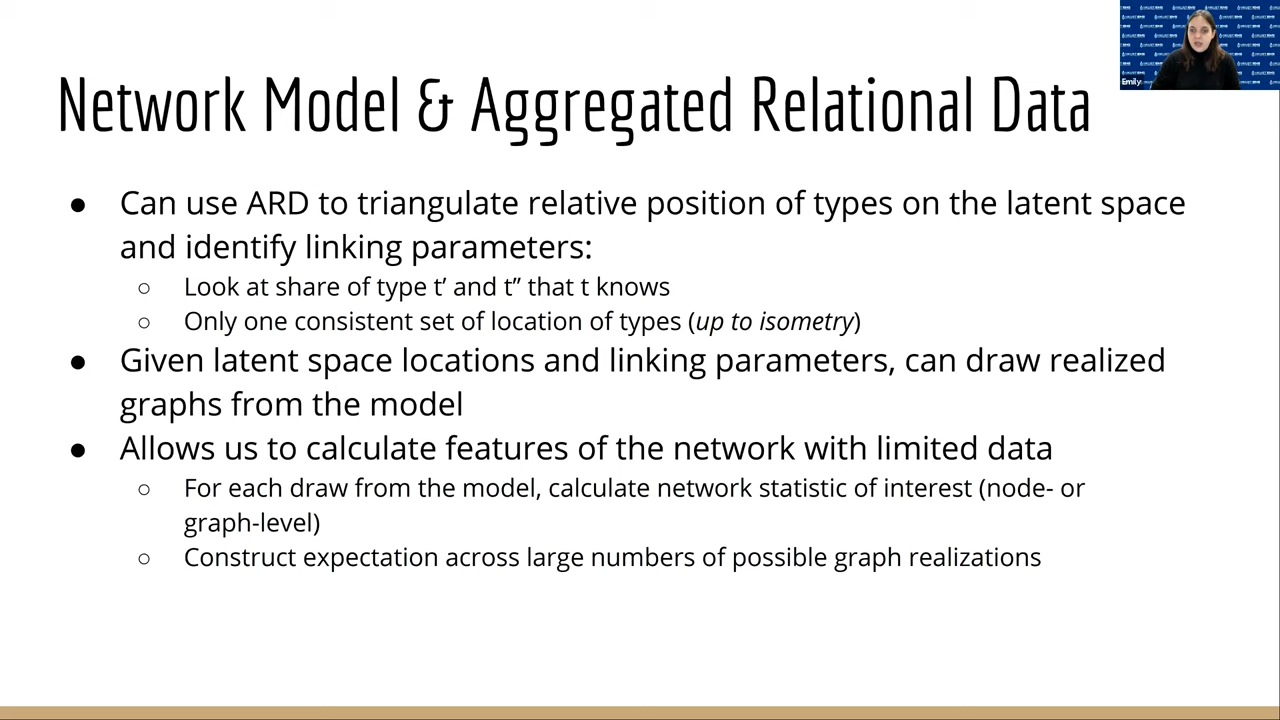 Network Model & Aggregated Relational Data
● Can use ARD to triangulate relative position of types on the latent space
and identify linking parameters:
○ Look at share of type t’ and t” that t knows
○ Only one consistent set of location of types (up to isometry)
● Given latent space locations and linking parameters, can draw realized
graphs from the model
● Allows us to calculate features of the network with limited data
○ For each draw from the model, calculate network statistic of interest (node- or
graph-level)
○ Construct expectation across large numbers of possible graph realizations
Emily